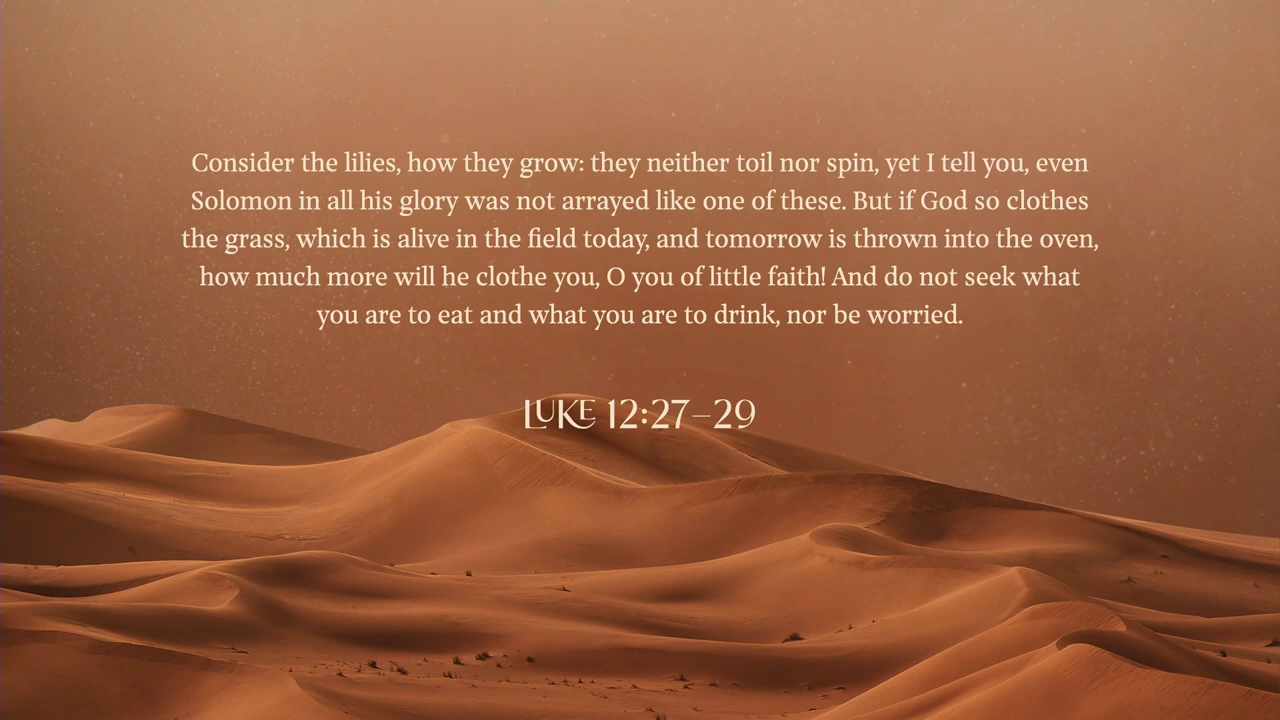 Consider the lilies, how they grow: they neither toil nor spin, yet I tell you, even
Solomon in all his glory was not arrayed like one of these. But if God so clothes
the grass, which is alive in the field today, and tomorrow is thrown into the oven,
how much more will he clothe you, O you of little faith! And do not seek what
you are to eat and what you are to drink, nor be worried.
LUKE 12:27–29